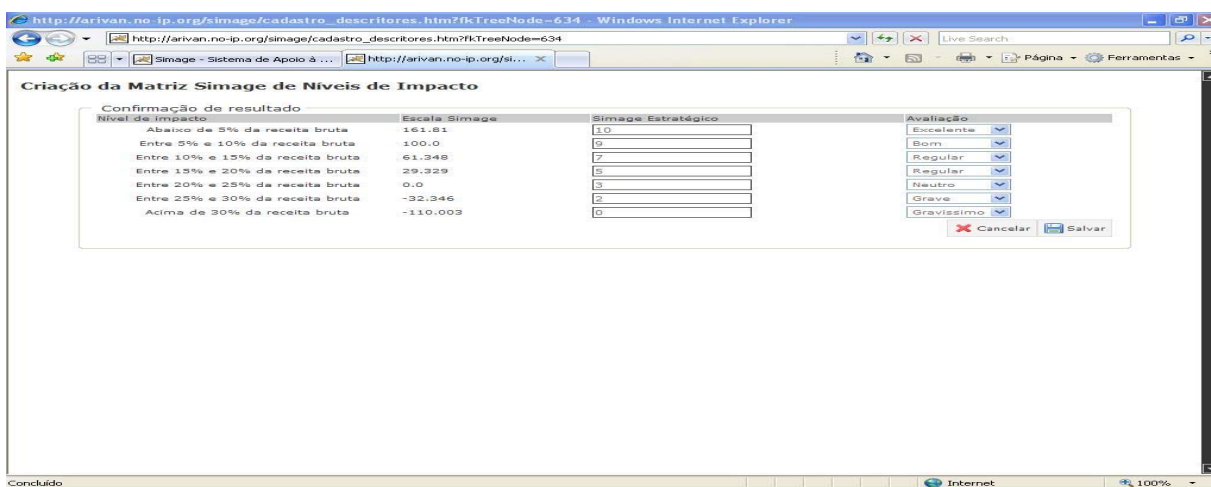 http://arivan.no-ip.org/simage/cadastro_descritores.htm?fkTreeNode=634 - Windows Internet Explorer
http://arivan.no-ip.org/simage/cadastro_descritores.htm?fkTreeNode=634 Live Search
Simage - Sistema de Apoio à ... http://arivan.no-ip.org/si... Página Ferramentas
Criação da Matriz Simage de Níveis de Impacto
Confirmação de resultado
Nível de impacto Escala Simage Simage Estratégico Avaliação
Abaixo de 5% da receita bruta 161.81 10 Excelente
Entre 5% e 10% da receita bruta 100.0 9 Bom
Entre 10% e 15% da receita bruta 61.348 7 Regular
Entre 15% e 20% da receita bruta 29.329 5 Regular
Entre 20% e 25% da receita bruta 0.0 3 Neutro
Entre 25% e 30% da receita bruta -32.346 2 Grave
Acima de 30% da receita bruta -110.003 0 Gravíssimo
Cancelar Salvar
Concluído Internet 100%